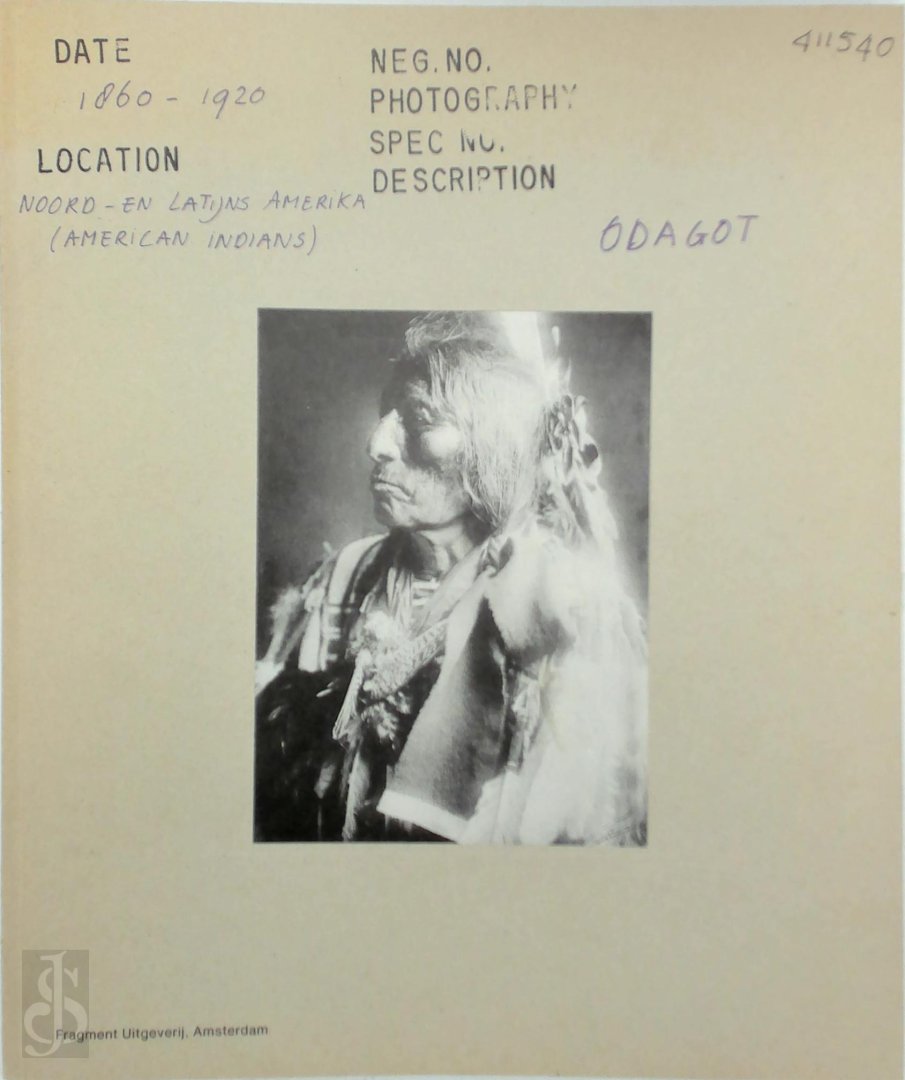 DATE
1860 - 1920
LOCATION
NOORD - EN LATIJNS AMERIKA
(AMERICAN INDIANS)
NEG. NO.
PHOTOGRAPHY
SPEC NO.
DESCRIPTION
411540
ODAGOT
Fragment Uitgeverij, Amsterdam